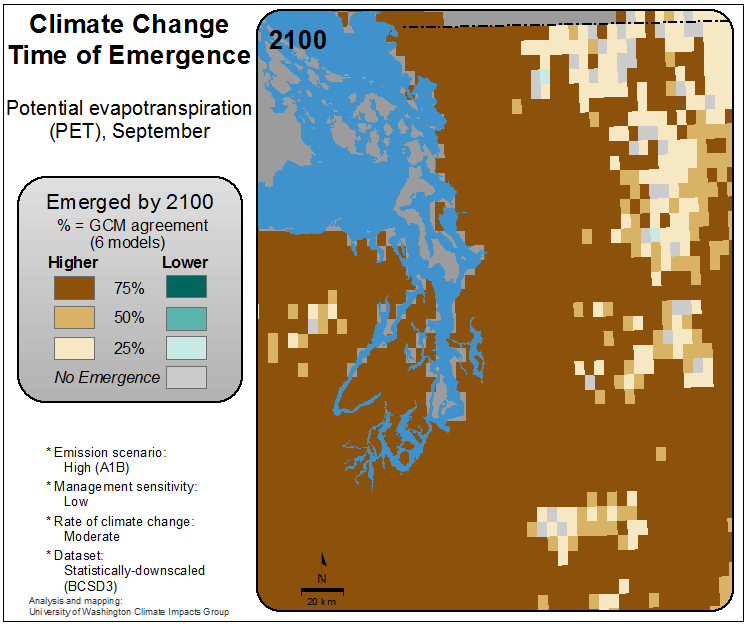 Climate Change
Time of Emergence
Potential evapotranspiration
(PET), September
Emerged by 2100
% = GCM agreement
(6 models)
Higher Lower
75%
50%
25%
No Emergence
* Emission scenario:
High (A1B)
* Management sensitivity:
Low
* Rate of climate change:
Moderate
* Dataset:
Statistically-downscaled
(BCSD3)
Analysis and mapping:
University of Washington Climate Impacts Group
2100
N
20 km